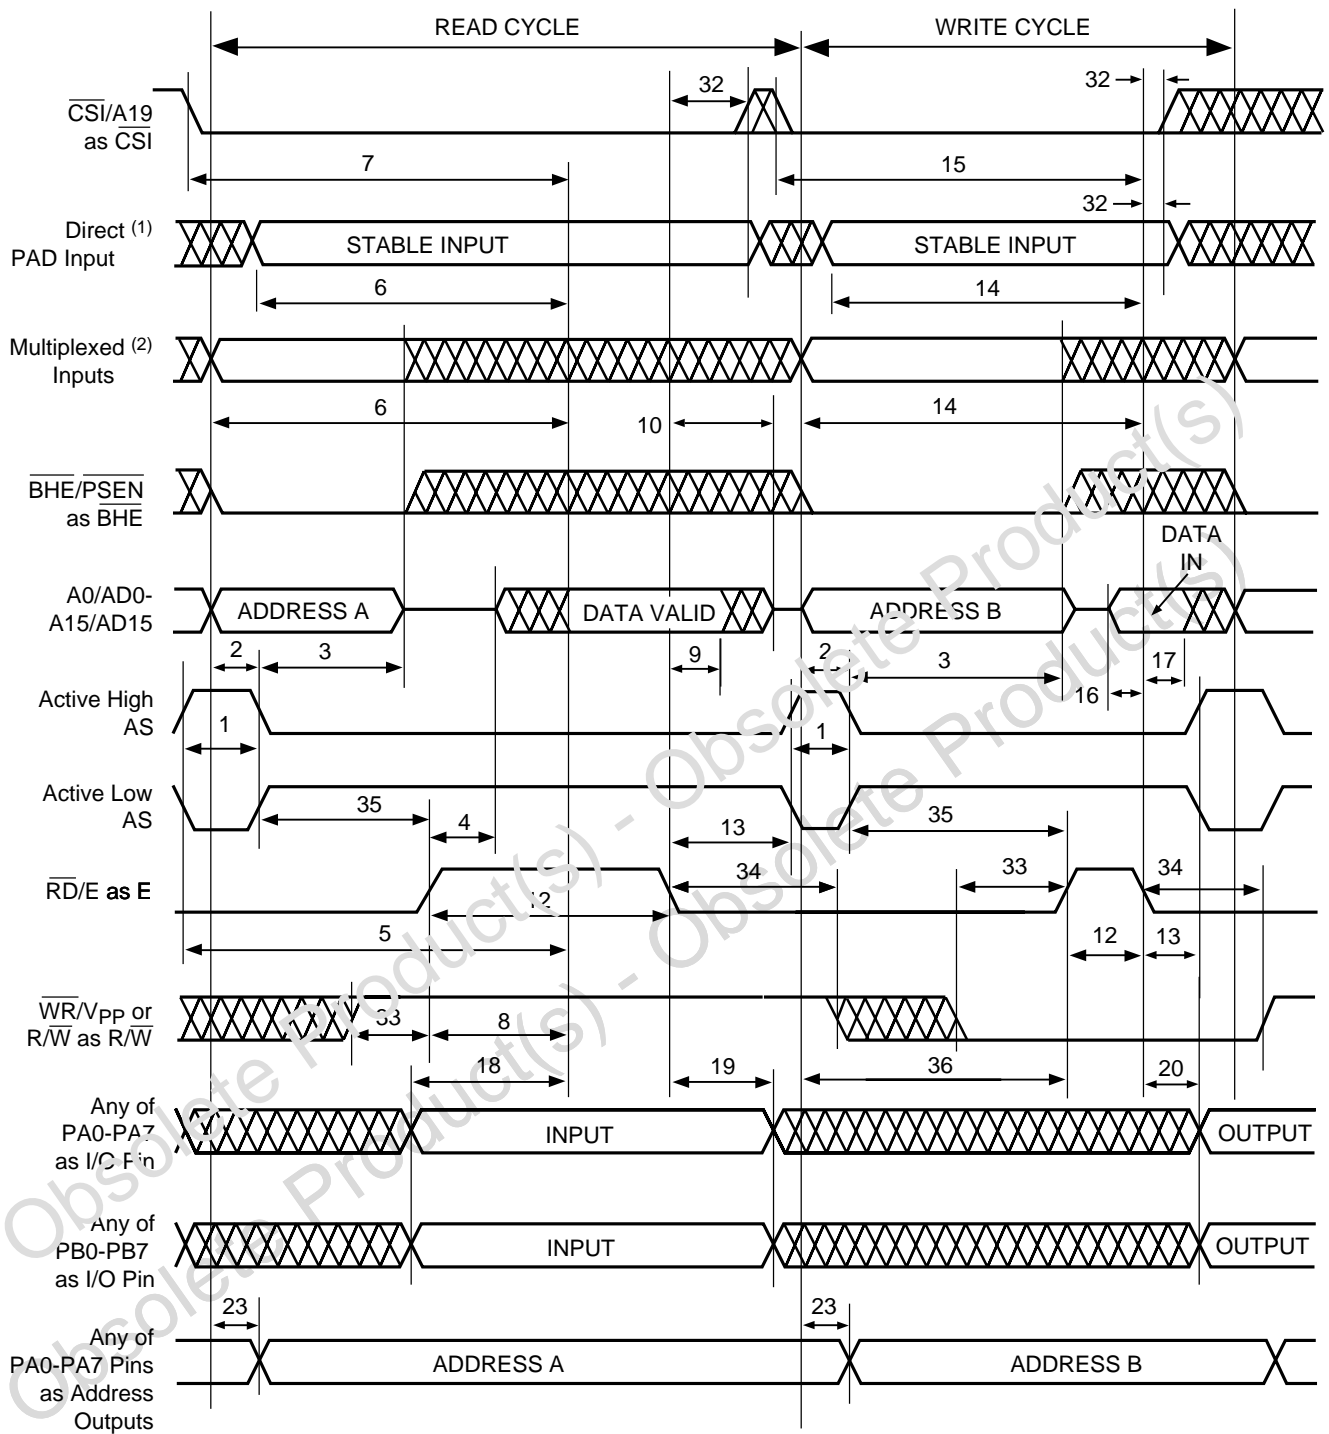 READ CYCLE
WRITE CYCLE
32
32
CSI/A19
as CSI
7
15
32
Direct (1)
PAD Input
STABLE INPUT
STABLE INPUT
6
14
Multiplexed (2)
Inputs
6
10
14
BHE/PSEN
as BHE
DATA
IN
A0/AD0-
A15/AD15
ADDRESS A
DATA VALID
ADDRESS B
2
3
9
2
3
16
17
Active High
AS
1
1
Active Low
AS
35
4
13
35
34
33
34
RD/E as E
12
5
12
13
WR/VPP or
R/W as R/W
33
8
18
19
36
20
Any of
PA0-PA7
as I/O Pin
INPUT
OUTPUT
Any of
PB0-PB7
as I/O Pin
INPUT
OUTPUT
23
23
Any of
PA0-PA7 Pins
as Address
Outputs
ADDRESS A
ADDRESS B
Obsolete Product(s) - Obsolete Product(s)
Obsolete Product(s) - Obsolete Product(s)